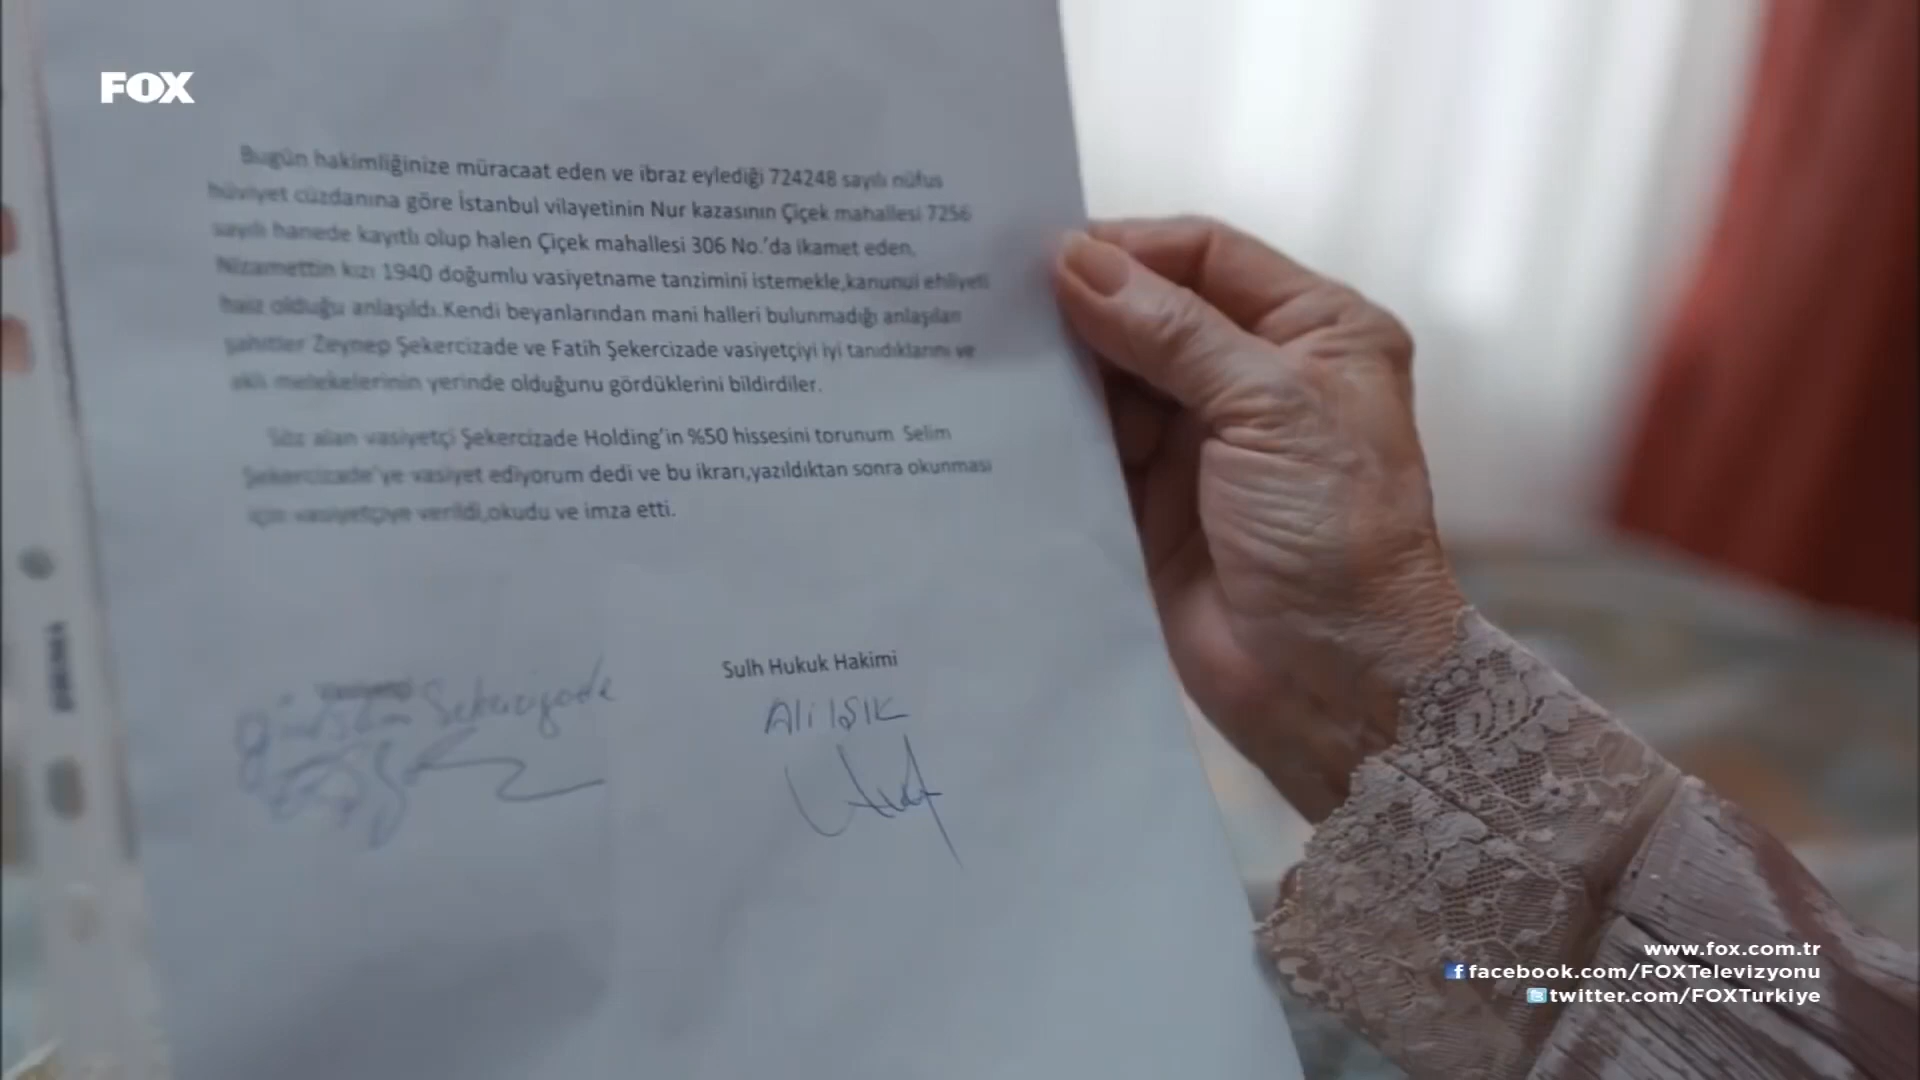 FOX
Bugün hakimliğinize müracaat eden ve ibraz eylediği 724248 sayılı nüfus
hüviyet cüzdanına göre İstanbul vilayetinin Nur kazasının Çiçek mahallesi 7256
sayılı hanede kayıtlı olup halen Çiçek mahallesi 306 No.'da ikamet eden,
Nizamettin kızı 1940 doğumlu vasiyetname tanzimini istemekle,kanunui ehliyeti
haiz olduğu anlaşıldı.Kendi beyanlarından mani halleri bulunmadığı anlaşılan
şahitler Zeynep Şekercizade ve Fatih Şekercizade vasiyetçiyi iyi tanıdıklarını ve
akli melekelerinin yerinde olduğunu gördüklerini bildirdiler.
Söz alan vasiyetçi Şekercizade Holding'in %50 hissesini torunum Selim
Şekercizade'ye vasiyet ediyorum dedi ve bu ikrarı,yazıldıktan sonra okunması
için vasiyetçiye verildi,okudu ve imza etti.
Sulh Hukuk Hakimi
Vasiyetçi
Şekercizade
Ali IŞIK
www.fox.com.tr
facebook.com/FOXTelevizyonu
twitter.com/FOXTurkiye